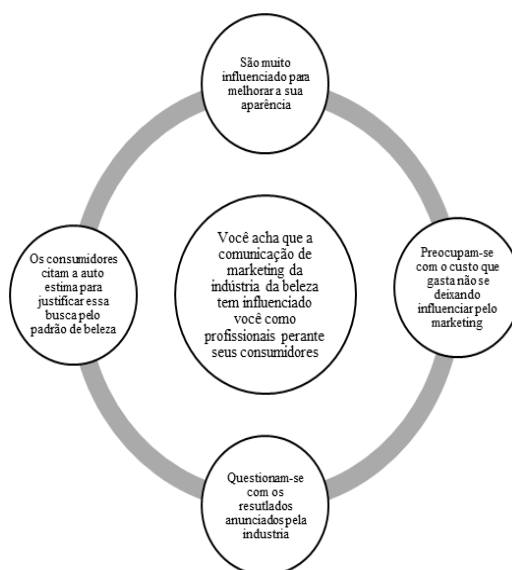 São muito
influenciado para
melhorar a sua
aparência
Você acha que a
comunicação de
marketing da
indústria da beleza
tem influenciado
você como
profissionais perante
seus consumidores
Os consumidores
citam a auto
estima para
justificar essa
busca pelo
padrão de beleza
Preocupam-se
com o custo que
gasta não se
deixando
influenciar pelo
marketing
Questionam-se
com os
resutlados
anunciados pela
industria